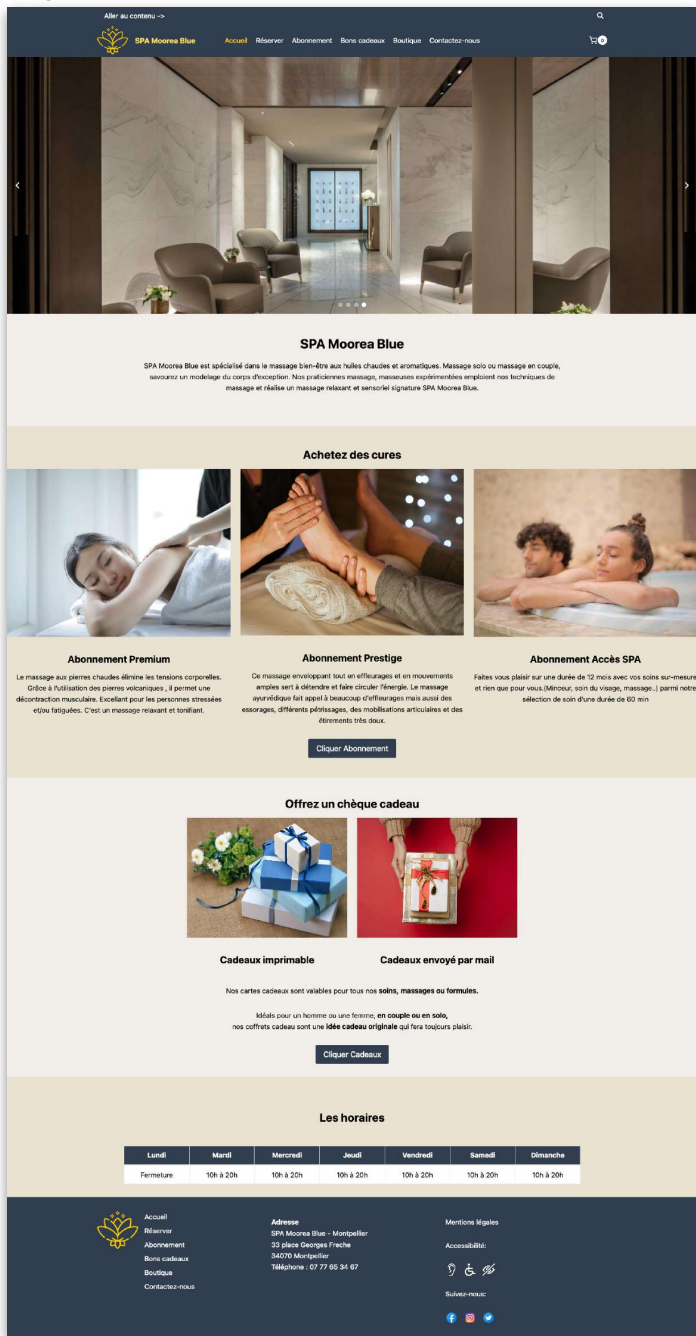 Aller au contenu ->
SPA Moorea Blue
Accueil Réserver Abonnement Bons cadeaux Boutique Contactez-nous
0
SPA Moorea Blue
SPA Moorea Blue est spécialisé dans le massage bien-être aux huiles chaudes et aromatiques. Massage solo ou massage en couple,
savourez un modelage du corps d'exception. Nos praticiennes massage, masseuses expérimentées emploient nos techniques de
massage et réalise un massage relaxant et sensoriel signature SPA Moorea Blue.
Achetez des cures
Abonnement Premium
Le massage aux pierres chaudes élimine les tensions corporelles.
Grâce à l'utilisation des pierres volcaniques , il permet une
décontraction musculaire. Excellant pour les personnes stressées
et/ou fatiguées. C'est un massage relaxant et tonifiant.
Abonnement Prestige
Ce massage enveloppant tout en effleurages et en mouvements
amples sert à détendre et faire circuler l'énergie. Le massage
ayurvédique fait appel à beaucoup d'effleurages mais aussi des
essorages, différents pétrissages, des mobilisations articulaires et des
étirements très doux.
Abonnement Accès SPA
Faites vous plaisir sur une durée de 12 mois avec vos soins sur-mesure
et rien que pour vous.(Minceur, soin du visage, massage..) parmi notre
sélection de soin d'une durée de 60 min
Cliquer Abonnement
Offrez un chèque cadeau
Cadeaux imprimable
Cadeaux envoyé par mail
Nos cartes cadeaux sont valables pour tous nos soins, massages ou formules.
Idéals pour un homme ou une femme, en couple ou en solo,
nos coffrets cadeau sont une idée cadeau originale qui fera toujours plaisir.
Cliquer Cadeaux
Les horaires
Lundi Mardi Mercredi Jeudi Vendredi Samedi Dimanche
Fermeture 10h à 20h 10h à 20h 10h à 20h 10h à 20h 10h à 20h 10h à 20h
Accueil
Réserver
Abonnement
Bons cadeaux
Boutique
Contactez-nous
Adresse
SPA Moorea Blue - Montpellier
33 place Georges Freche
34070 Montpellier
Téléphone : 07 77 65 34 67
Mentions légales
Accessibilité:
Suivez-nous: